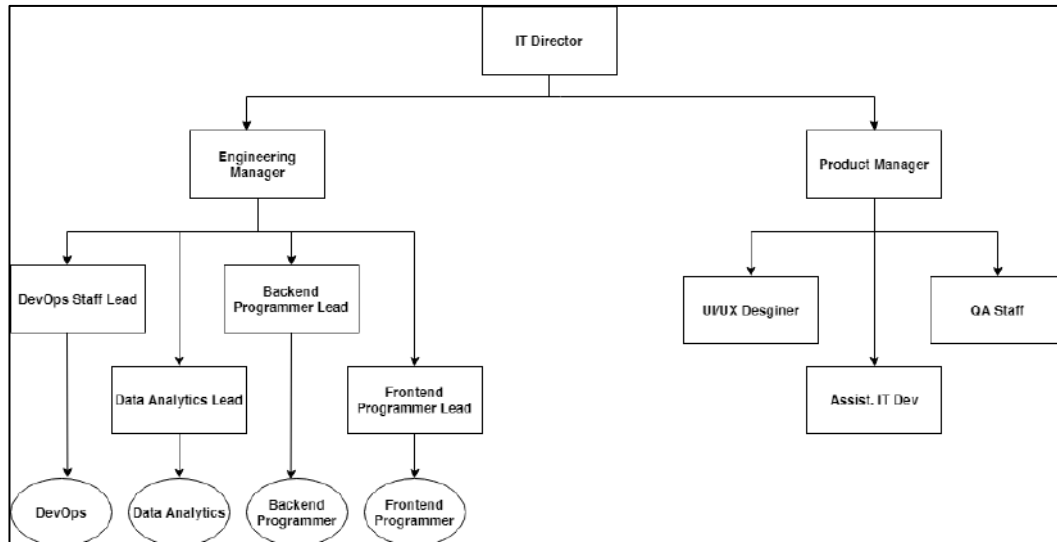 IT Director
Engineering
Manager
Product Manager
DevOps Staff Lead
Backend
Programmer Lead
UI/UX Desginer
QA Staff
Data Analytics Lead
Frontend
Programmer Lead
Assist. IT Dev
DevOps
Data Analytics
Backend
Programmer
Frontend
Programmer